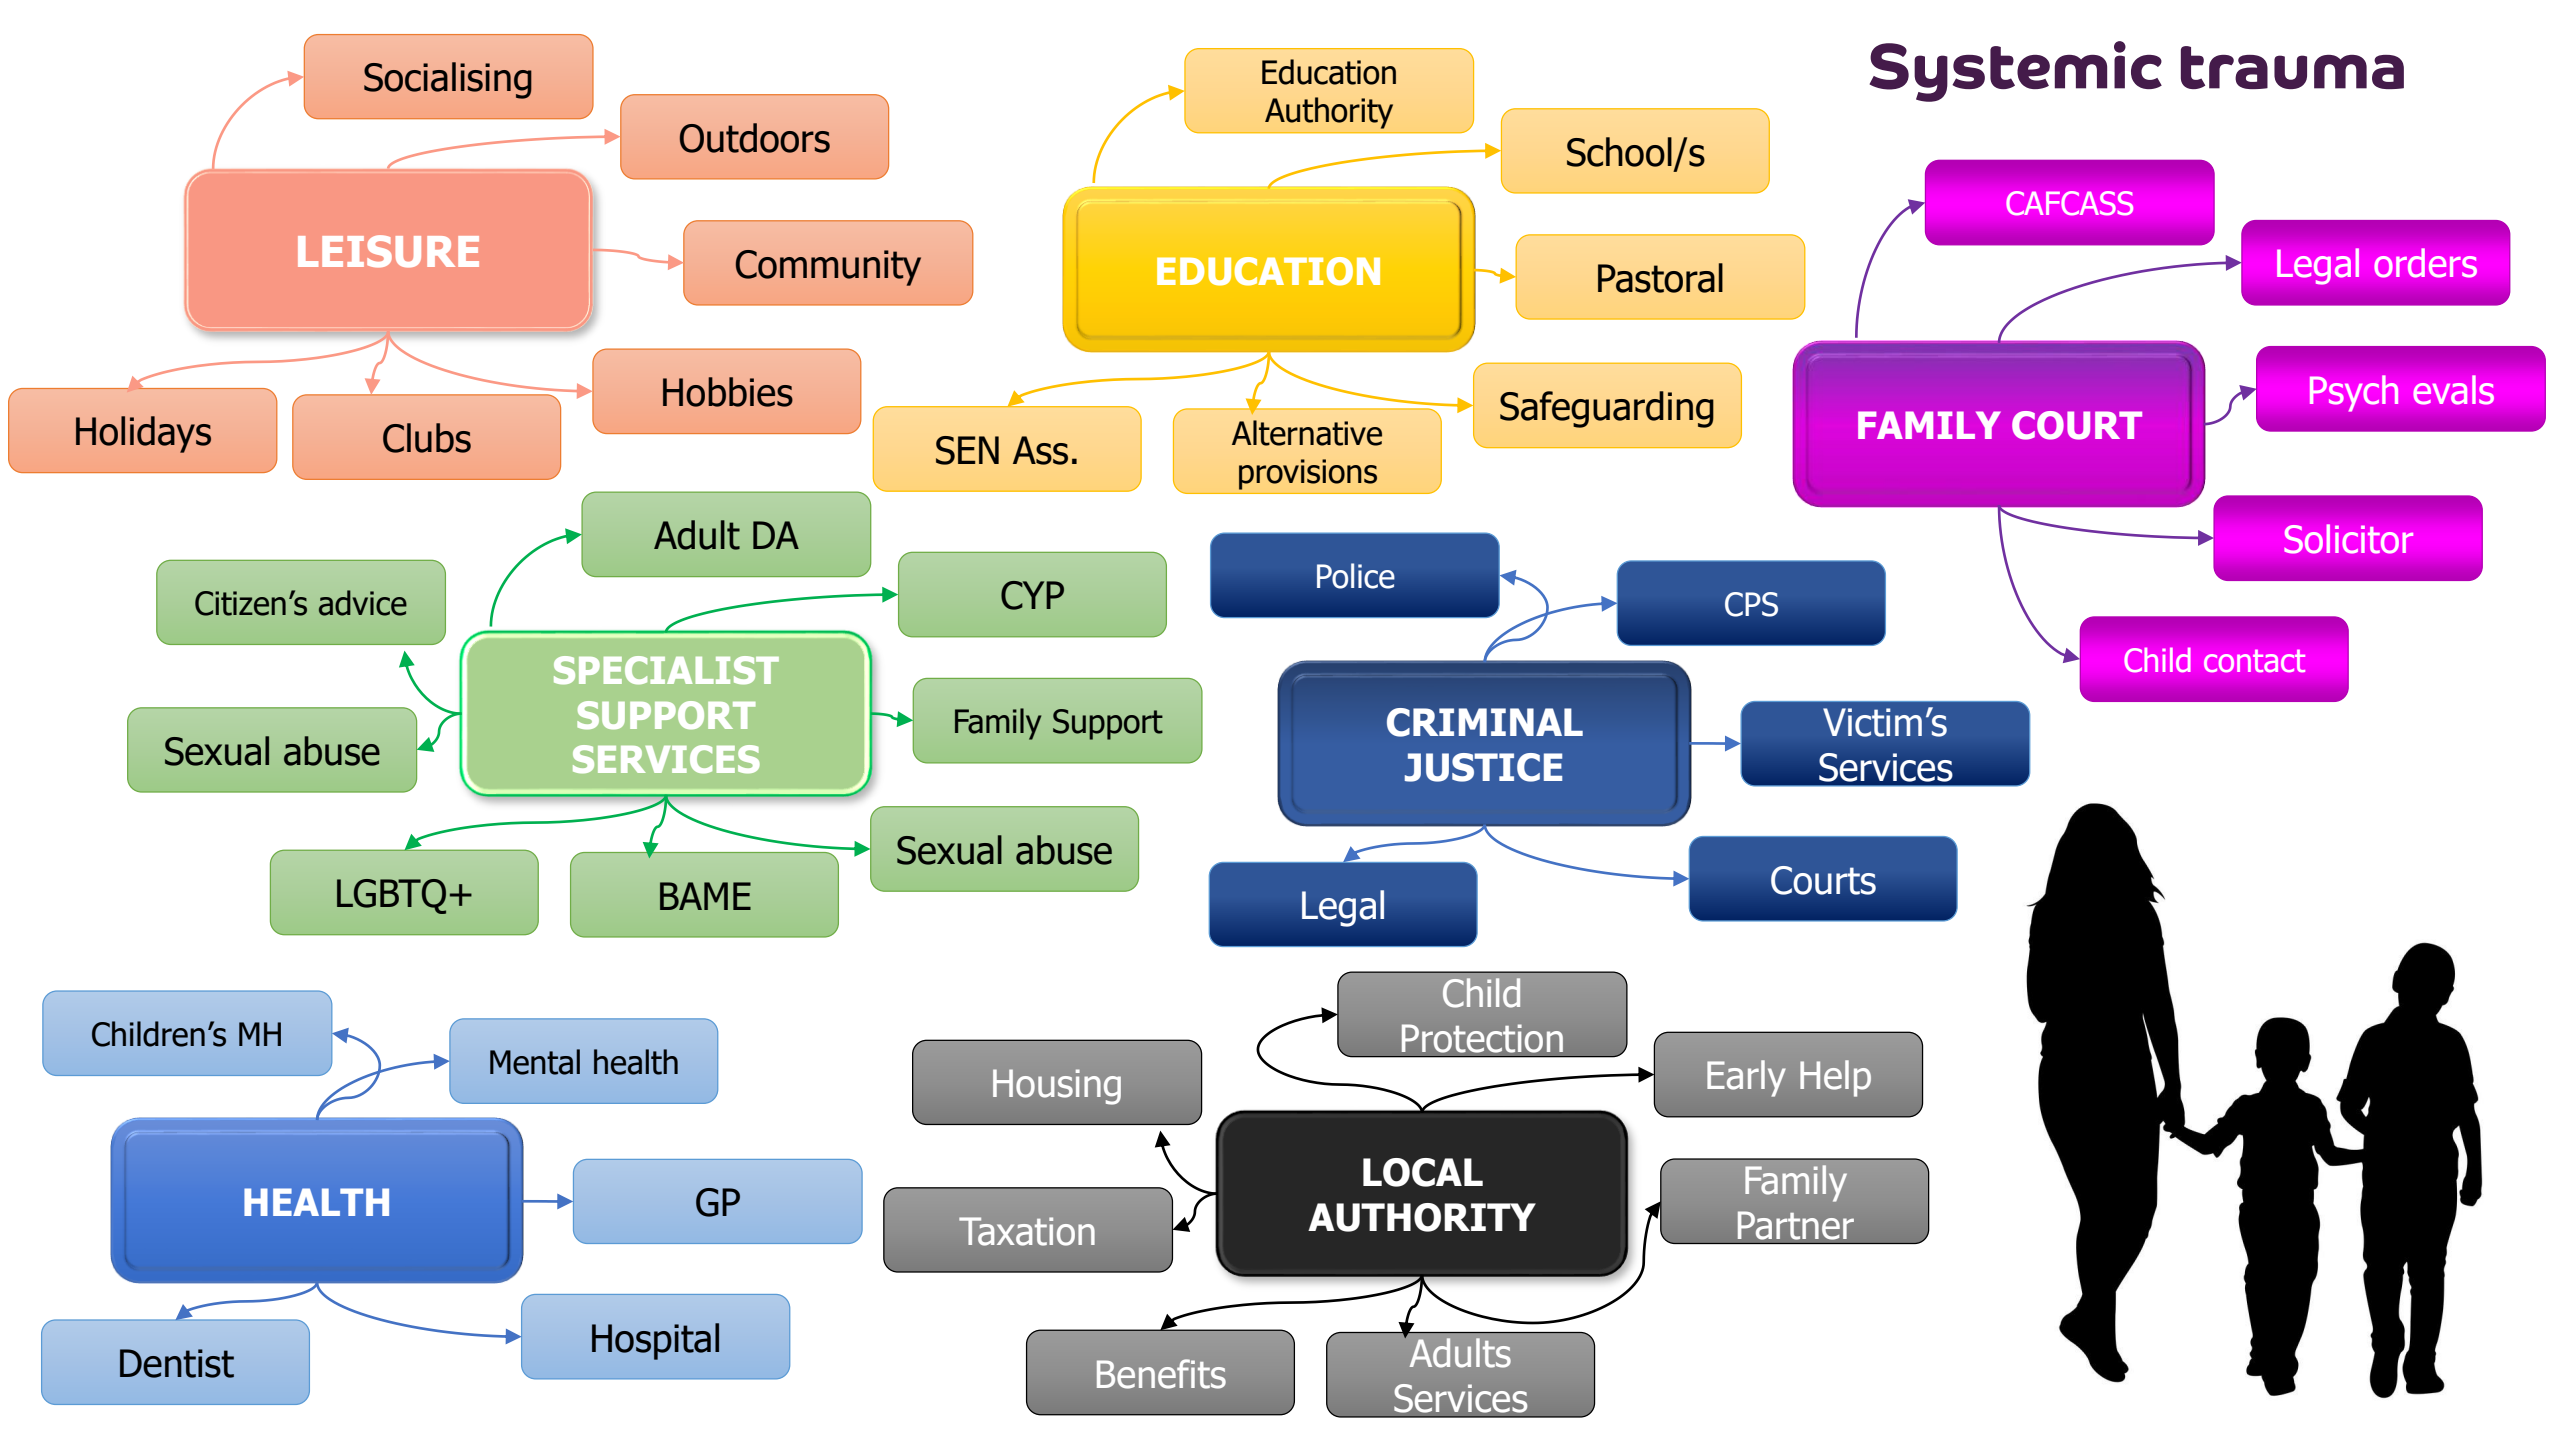 Systemic trauma
Socialising
Outdoors
LEISURE
Community
Holidays
Clubs
Hobbies
Education
Authority
School/s
EDUCATION
Pastoral
SEN Ass.
Alternative
provisions
Safeguarding
CAFCASS
Legal orders
FAMILY COURT
Psych evals
Solicitor
Child contact
Adult DA
Citizen’s advice
CYP
SPECIALIST
SUPPORT
SERVICES
Family Support
Sexual abuse
LGBTQ+
BAME
Sexual abuse
Police
CPS
CRIMINAL
JUSTICE
Victim’s
Services
Legal
Courts
Children’s MH
Mental health
HEALTH
GP
Dentist
Hospital
Child
Protection
Housing
Early Help
LOCAL
AUTHORITY
Taxation
Family
Partner
Benefits
Adults
Services